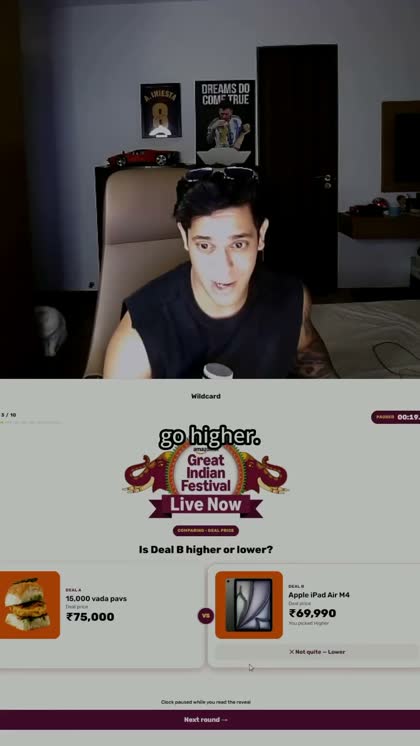 A. INIESTA
8
DREAMS DO
COME TRUE
Wildcard
3 / 10
PAUSED 00:19.
go higher.
Great
Indian
Festival
Live Now
COMPARING · DEAL PRICE
Is Deal B higher or lower?
DEAL A
15,000 vada pavs
Deal price
₹75,000
VS
DEAL B
Apple iPad Air M4
Deal price
₹69,990
You picked Higher
✕ Not quite — Lower
Clock paused while you read the reveal
Next round →